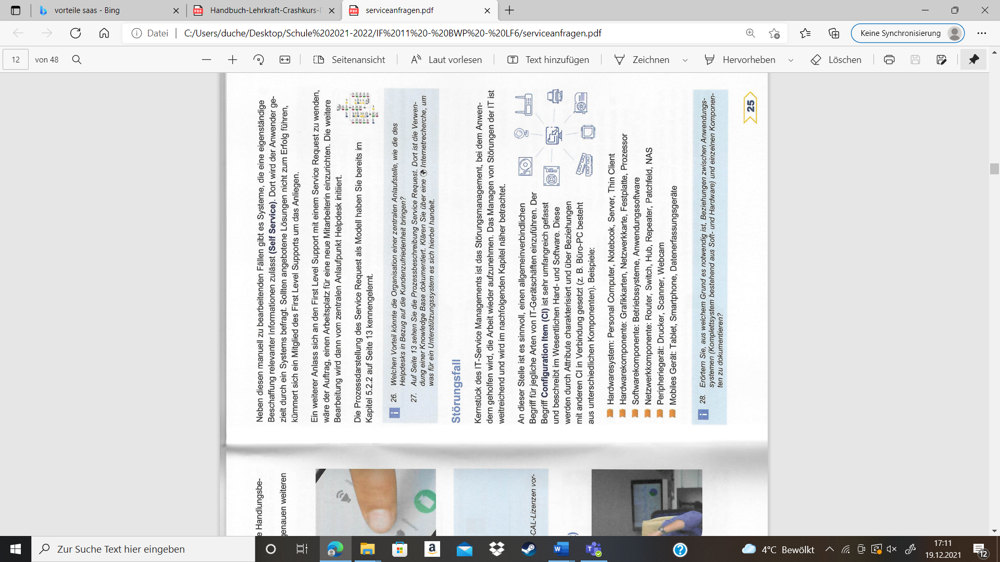 vorteile saas - Bing
Handbuch-Lehrkraft-Crashkurs-I
serviceanfragen.pdf
Datei
C:/Users/duche/Desktop/Schule%202021-2022/IF%2011%20-%20BWP%20-%20LF6/serviceanfragen.pdf
Keine Synchronisierung
12
von 48
Seitenansicht
Laut vorlesen
Text hinzufügen
Zeichnen
Hervorheben
Löschen
Neben diesen manuell zu bearbeitenden Fällen gibt es Systeme, die eine eigenständige
Beschaffung relevanter Informationen zulässt (Self Service). Dort wird der Anwender ge-
zielt durch ein Systems befragt. Sollten angebotene Lösungen nicht zum Erfolg führen,
kümmert sich ein Mitglied des First Level Supports um das Anliegen.
Ein weiterer Anlass sich an den First Level Support mit einem Service Request zu wenden,
wäre der Auftrag, einen Arbeitsplatz für eine neue Mitarbeiterin einzurichten. Die weitere
Bearbeitung wird dann vom zentralen Anlaufpunkt Helpdesk initiiert.
Die Prozessdarstellung des Service Request als Modell haben Sie bereits im
Kapitel 5.2.2 auf Seite 13 kennengelernt.
i
26. Welchen Vorteil könnte die Organisation einer zentralen Anlaufstelle, wie die des
Helpdesks in Bezug auf die Kundenzufriedenheit bringen?
27. Auf Seite 13 sehen Sie die Prozessbeschreibung Service Request. Dort ist die Verwen-
dung einer Knowledge Base dokumentiert. Klären Sie über eine Internetrecherche, um
was für ein Unterstützungssystem es sich hierbei handelt.
Störungsfall
Kernstück des IT-Service Managements ist das Störungsmanagement, bei dem Anwen-
dern geholfen wird, die Arbeit wieder aufzunehmen. Das Managen von Störungen der IT ist
weitreichend und wird im nachfolgenden Kapitel näher betrachtet.
An dieser Stelle ist es sinnvoll, einen allgemeinverbindlichen
Begriff für jegliche Arten von IT-Gerätschäften einzuführen. Der
Begriff Configuration Item (CI) ist sehr umfangreich gefasst
und beschreibt im Wesentlichen Hard- und Software. Diese
werden durch Attribute charakterisiert und über Beziehungen
mit anderen CI in Verbindung gesetzt (z. B. Büro-PC besteht
aus unterschiedlichen Komponenten). Beispiele:
Hardwaresystem: Personal Computer, Notebook, Server, Thin Client
Hardwarekomponente: Grafikkarten, Netzwerkkarte, Festplatte, Prozessor
Softwarekomponente: Betriebssysteme, Anwendungssoftware
Netzwerkkomponente: Router, Switch, Hub, Repeater, Patchfeld, NAS
Peripheriegerät: Drucker, Scanner, Webcam
Mobiles Gerät: Tablet, Smartphone, Datenerfassungsgeräte
i
28. Erörtern Sie, aus welchem Grund es notwendig ist, Beziehungen zwischen Anwendungs-
systemen (Komplettsystem bestehend aus Soft- und Hardware) und einzelnen Komponen-
ten zu dokumentieren?
25
e Handlungsbe-
genauen weiteren
-CAL-Lizenzen vor-
Zur Suche Text hier eingeben
4°C Bewölkt
17:11
19.12.2021
12